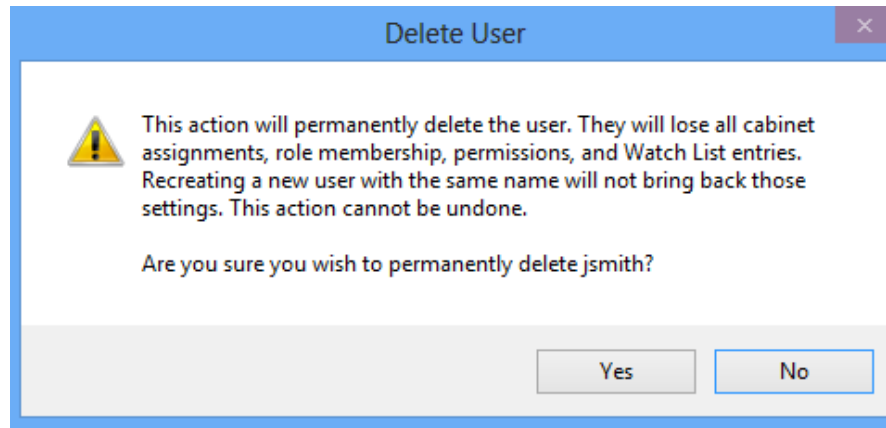 Delete User
This action will permanently delete the user. They will lose all cabinet
assignments, role membership, permissions, and Watch List entries.
Recreating a new user with the same name will not bring back those
settings. This action cannot be undone.
Are you sure you wish to permanently delete jsmith?
Yes
No